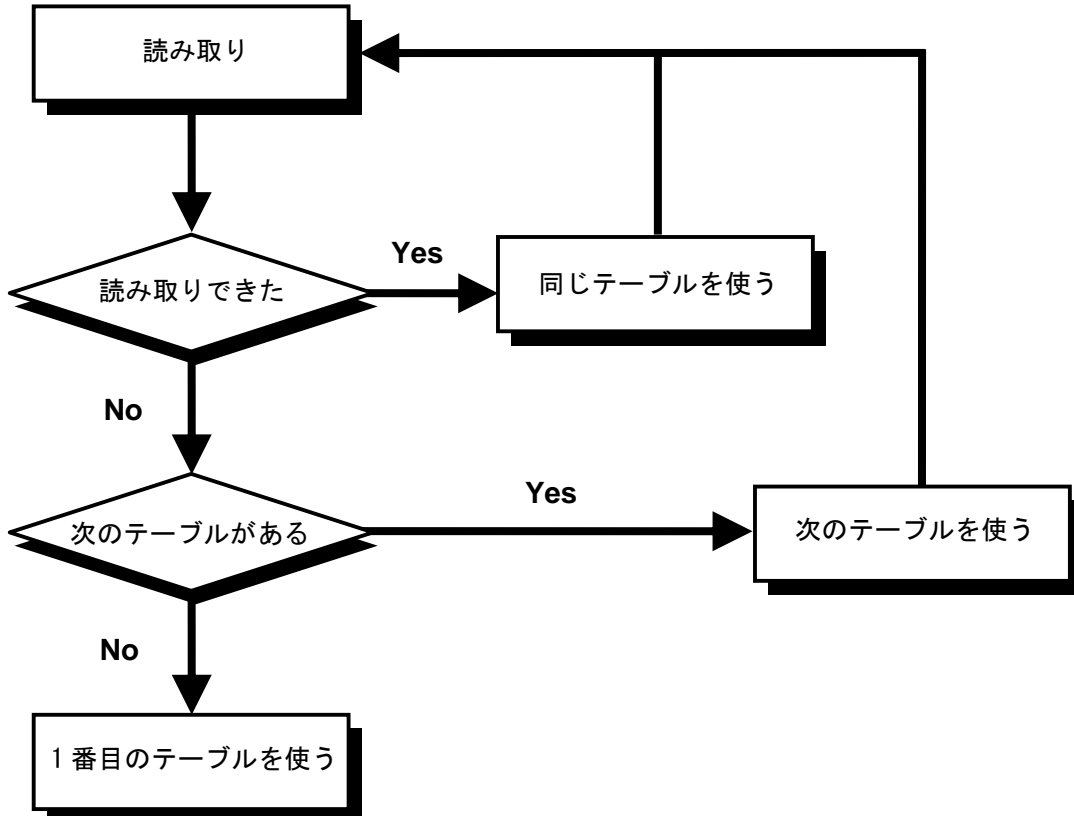 読み取り
読み取りできた
Yes
同じテーブルを使う
No
次のテーブルがある
Yes
次のテーブルを使う
No
1番目のテーブルを使う